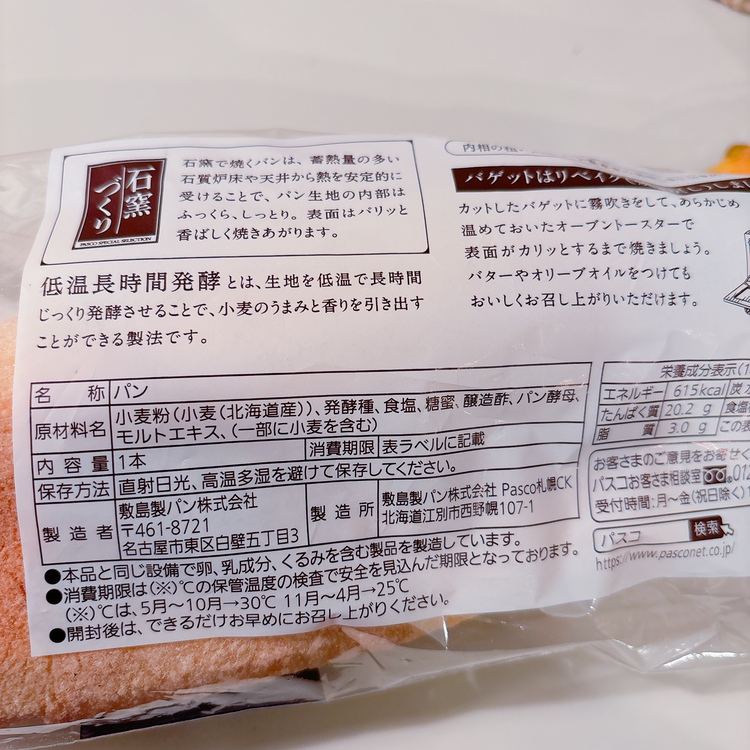 石窯づくり
PASCO SPECIAL SELECTION
石窯で焼くパンは、蓄熱量の多い
石質炉床や天井から熱を安定的に
受けることで、パン生地の内部は
ふっくら、しっとり。表面はパリッと
香ばしく焼きあがります。
低温長時間発酵とは、生地を低温で長時間
じっくり発酵させることで、小麦のうまみと香りを引き出す
ことができる製法です。
内相の
バゲットはリベイク
カットしたバゲットに霧吹きをして、あらかじめ
温めておいたオーブントースターで
表面がカリッとするまで焼きましょう。
バターやオリーブオイルをつけても
おいしくお召し上がりいただけます。
名称 パン
原材料名 小麦粉(小麦(北海道産))、発酵種、食塩、糖蜜、醸造酢、パン酵母、
モルトエキス、(一部に小麦を含む)
内容量 1本 消費期限 表ラベルに記載
保存方法 直射日光、高温多湿を避けて保存してください。
製造者 敷島製パン株式会社
〒461-8721
名古屋市東区白壁五丁目3
製造所 敷島製パン株式会社 Pasco札幌CK
北海道江別市西野幌107-1
●本品と同じ設備で卵、乳成分、くるみを含む製品を製造しています。
●消費期限は(※)℃の保管温度の検査で安全を見込んだ期限となっております。
(※)℃は、5月〜10月→30℃ 11月〜4月→25℃
●開封後は、できるだけお早めにお召し上がりください。
栄養成分表示(1
エネルギー 615kcal 炭
たんぱく質 20.2 g 食塩
脂質 3.0 g この表
お客さまのご意見をお寄せく
パスコお客さま相談室 012
受付時間:月〜金(祝日除く)
パスコ 検索
https://www.pasconet.co.jp/